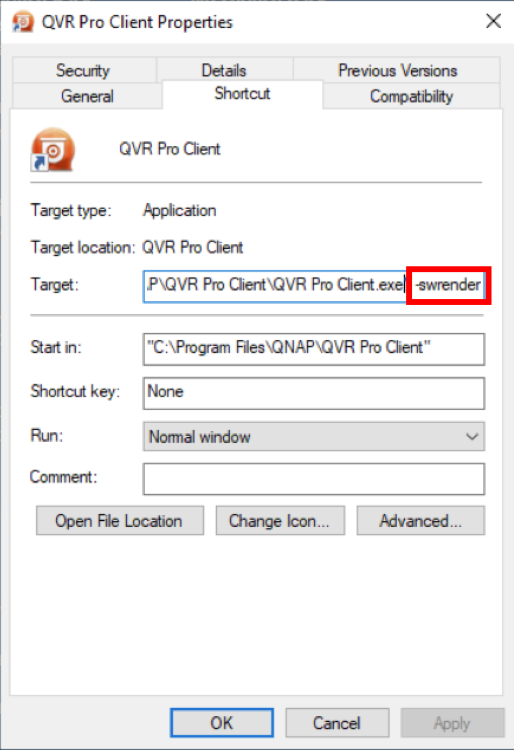 QVR Pro Client Properties
Security Details Previous Versions
General Shortcut Compatibility
QVR Pro Client
Target type: Application
Target location: QVR Pro Client
Target: .P\QVR Pro Client\QVR Pro Client.exe -swrender
Start in: "C:\Program Files\QNAP\QVR Pro Client"
Shortcut key: None
Run: Normal window
Comment:
Open File Location Change Icon... Advanced...
OK Cancel Apply